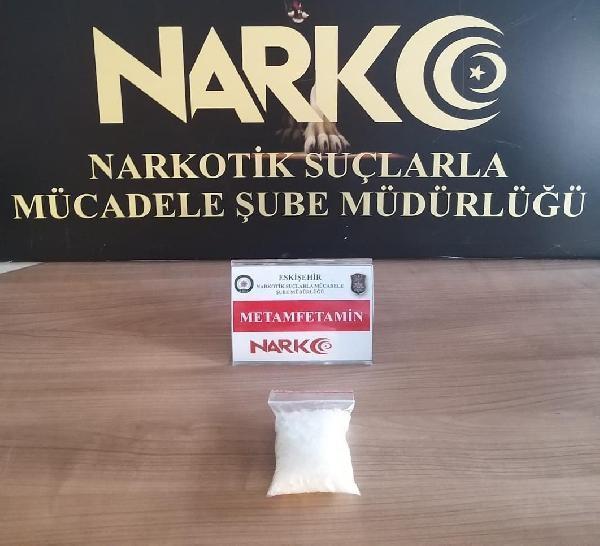 NARKO
NARKOTİK SUÇLARLA
MÜCADELE ŞUBE MÜDÜRLÜĞÜ
ESKİŞEHİR
NARKOTİK SUÇLARLA MÜCADELE
ŞUBE MÜDÜRLÜĞÜ
METAMFETAMİN
NARKO